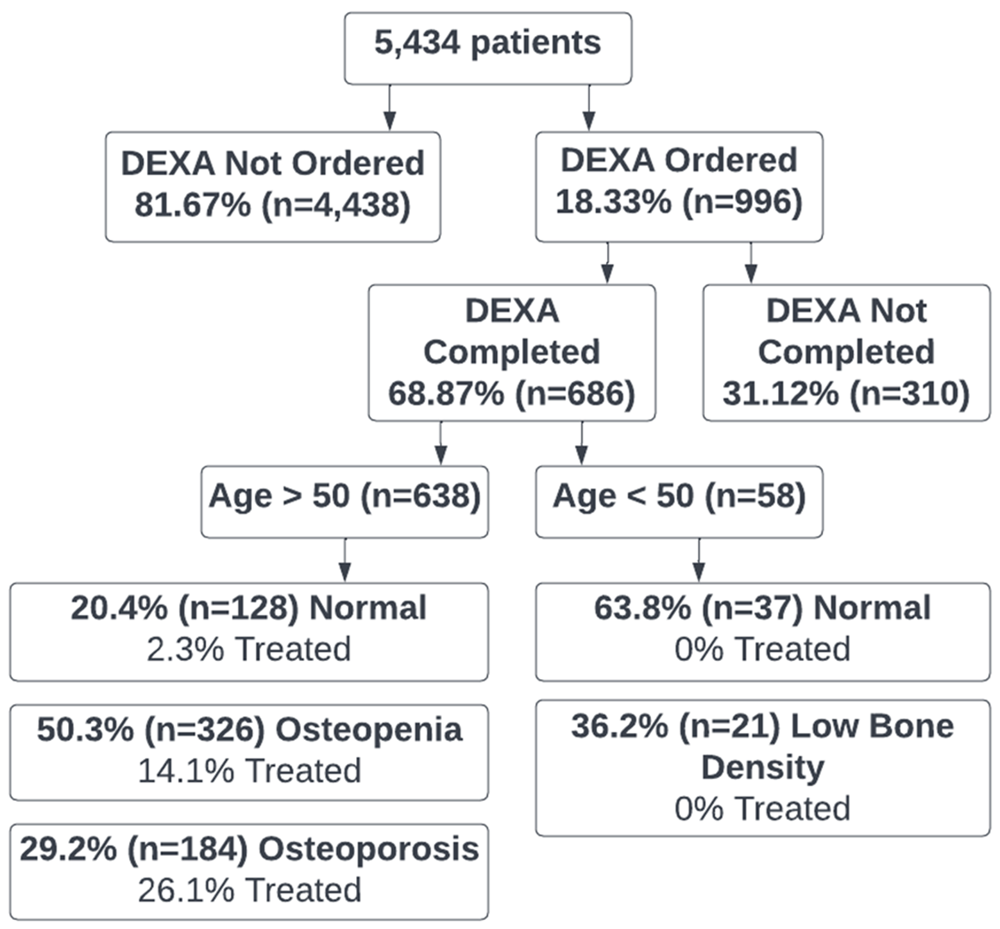 5,434 patients
DEXA Not Ordered
81.67% (n=4,438)
DEXA Ordered
18.33% (n=996)
DEXA
Completed
68.87% (n=686)
DEXA Not
Completed
31.12% (n=310)
Age > 50 (n=638)
Age < 50 (n=58)
20.4% (n=128) Normal
2.3% Treated
63.8% (n=37) Normal
0% Treated
50.3% (n=326) Osteopenia
14.1% Treated
36.2% (n=21) Low Bone
Density
0% Treated
29.2% (n=184) Osteoporosis
26.1% Treated